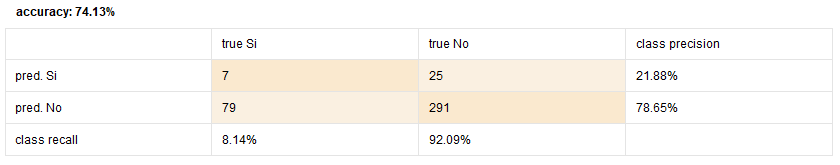 accuracy: 74.13%
true Si true No class precision
pred. Si 7 25 21.88%
pred. No 79 291 78.65%
class recall 8.14% 92.09%